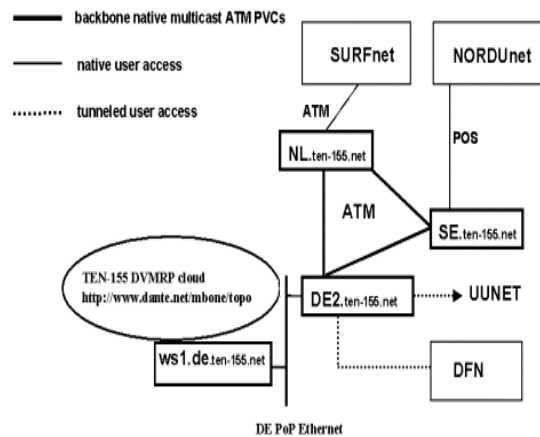 backbone native multicast ATM PVCs
native user access
tunneled user access
SURFnet
NORDUnet
ATM
POS
NL.ten-155.net
ATM
SE.ten-155.net
TEN-155 DVMRP cloud
http://www.dante.net/mbone/topo
DE2.ten-155.net
UUNET
ws1.de.ten-155.net
DFN
DE PoP Ethernet